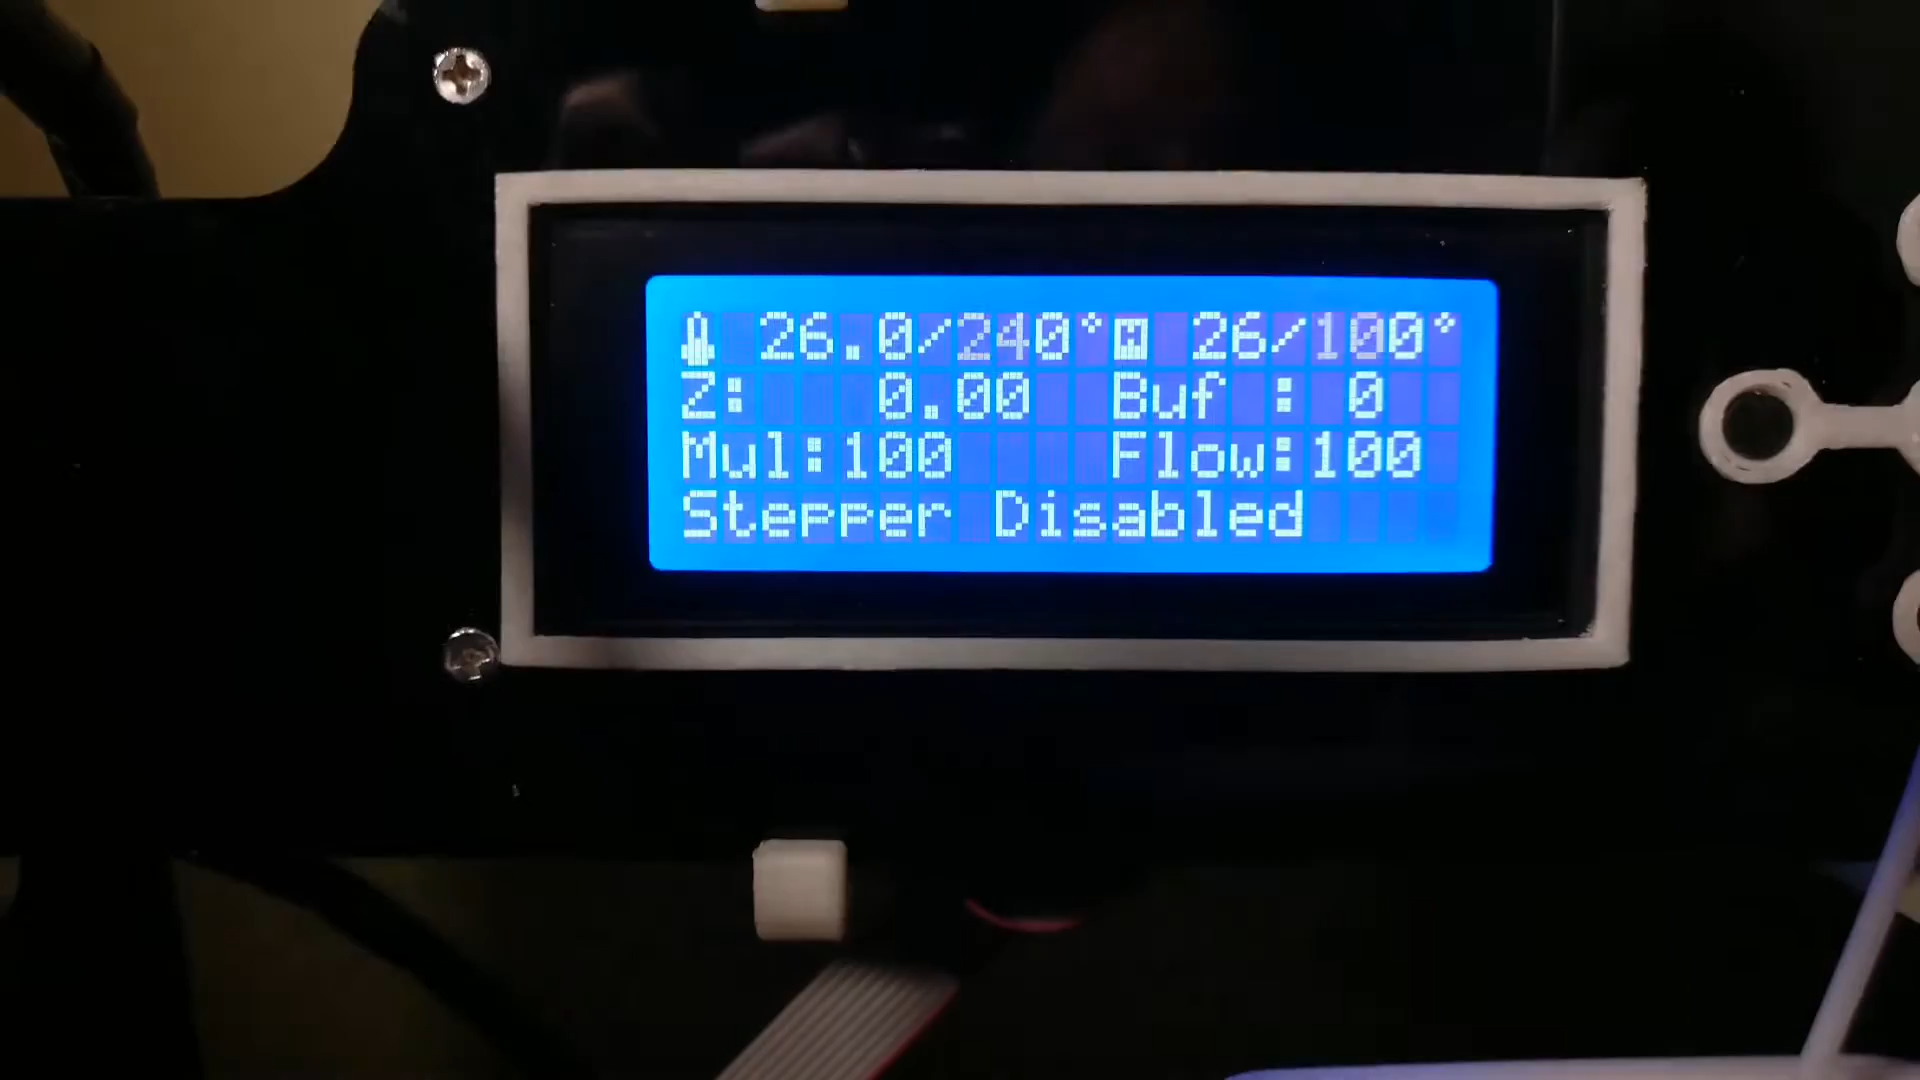 26.0/240° 26/100°
Z: 0.00 Buf : 0
Mul:100 Flow:100
Stepper Disabled